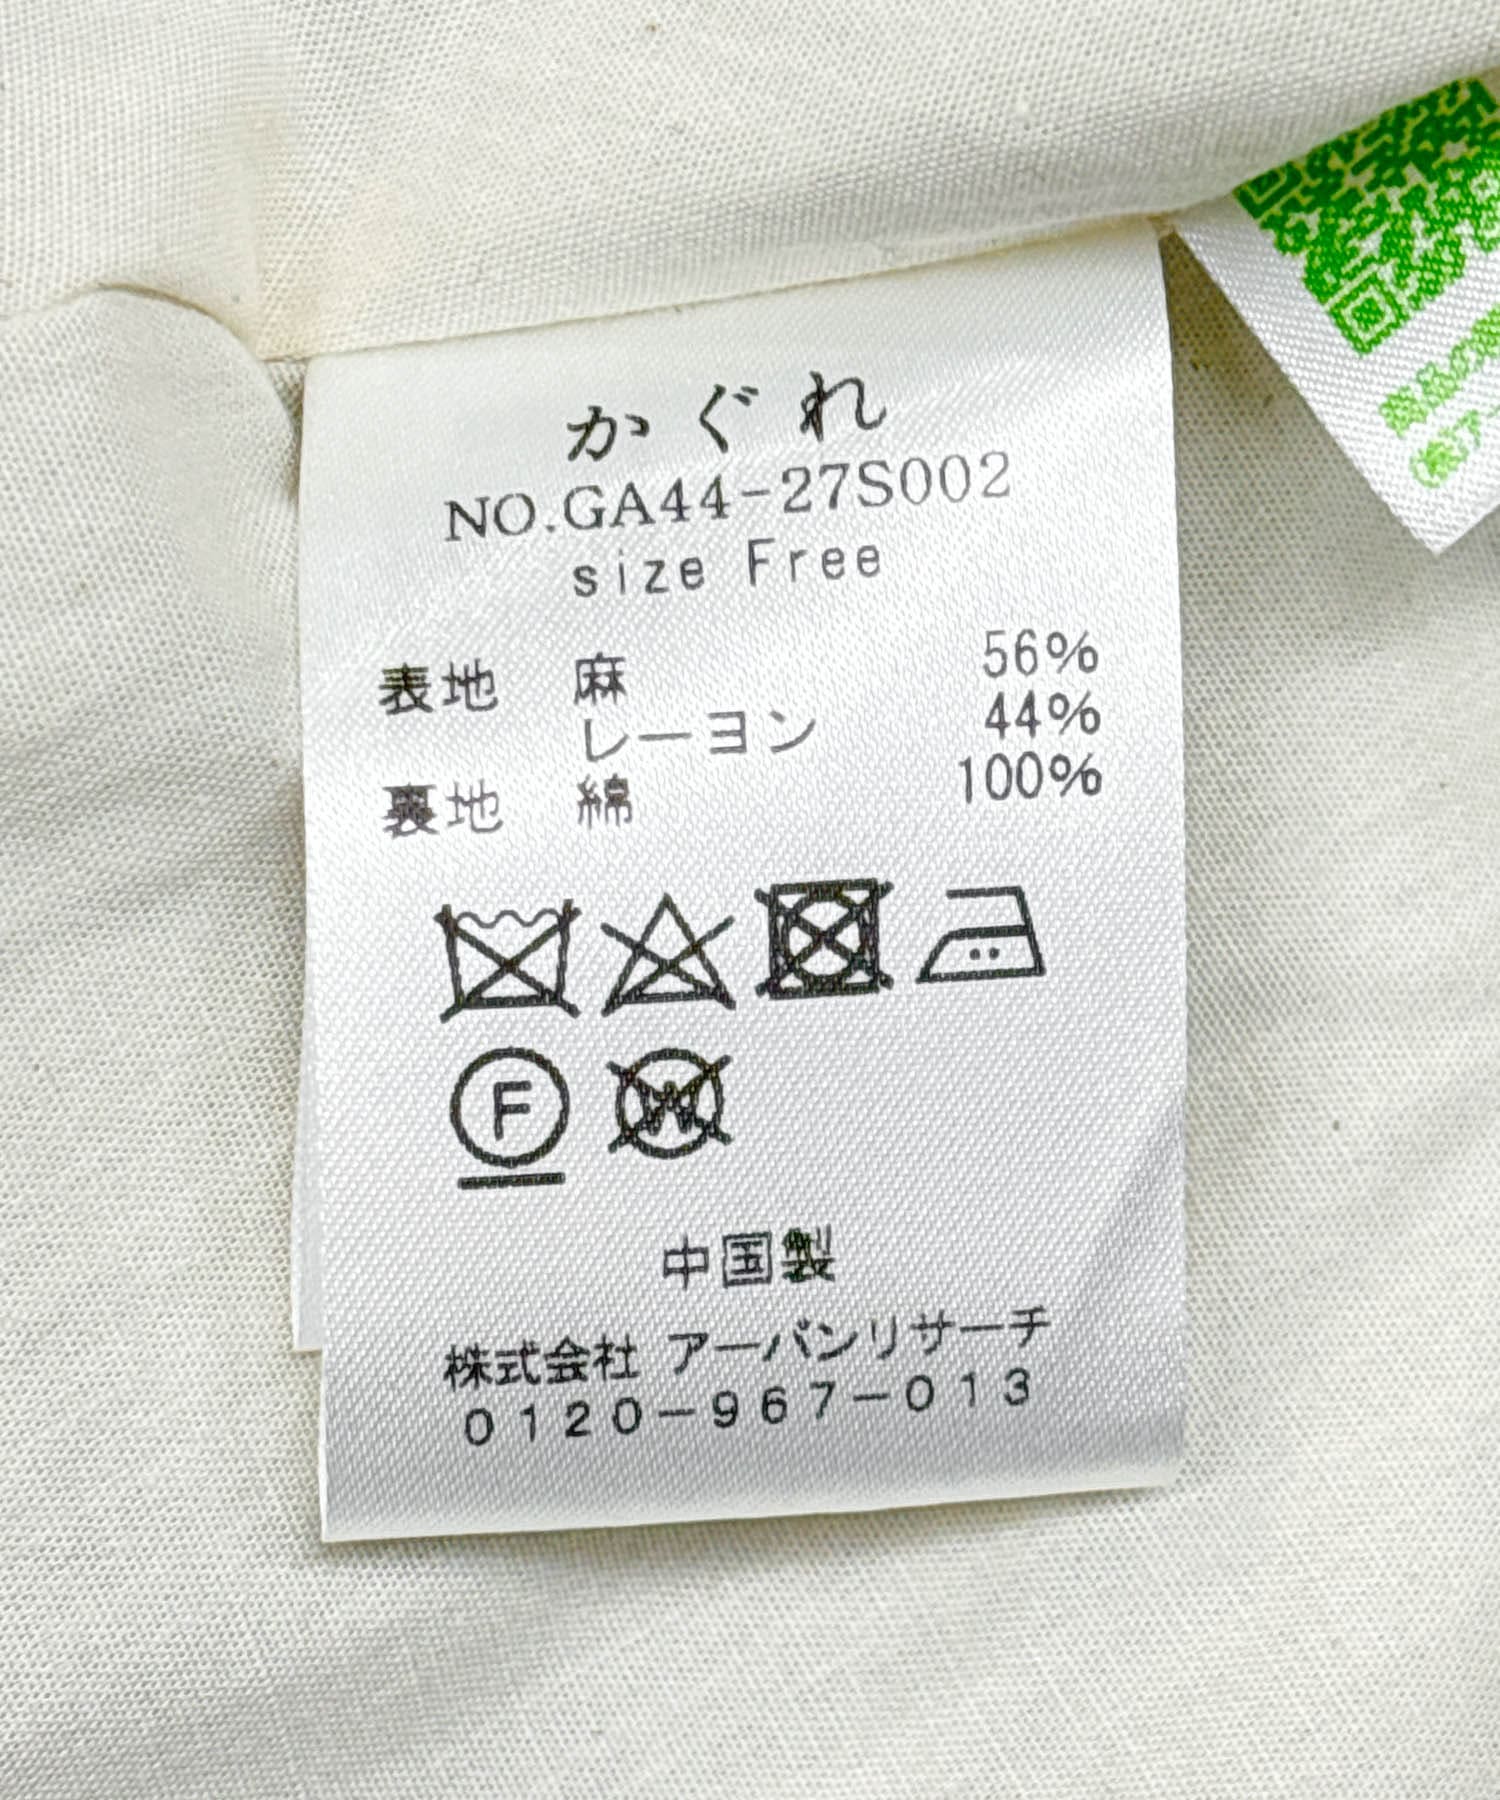 かぐれ
NO.GA44-27S002
size Free
表地 麻 56%
レーヨン 44%
裏地 綿 100%
F
W
中国製
株式会社 アーバンリサーチ
0120-967-013